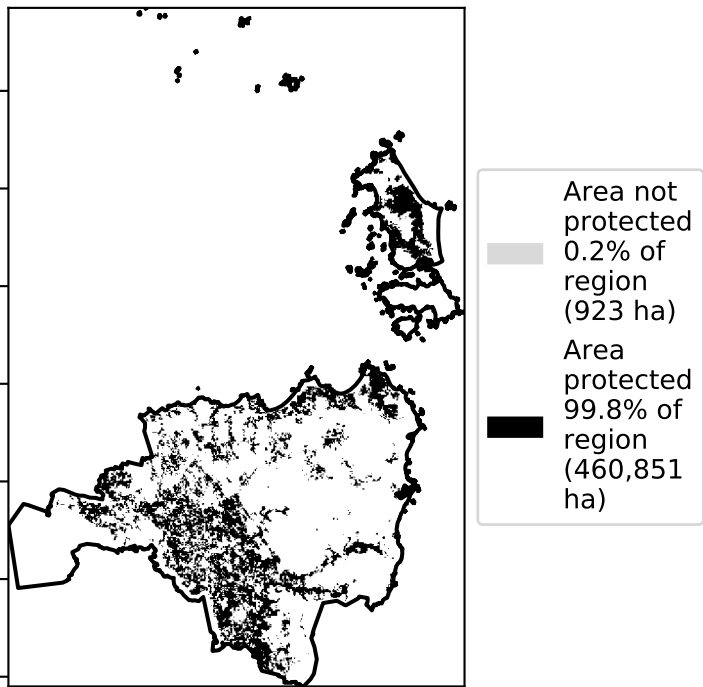 Area not
protected
0.2% of
region
(923 ha)
Area
protected
99.8% of
region
(460,851
ha)